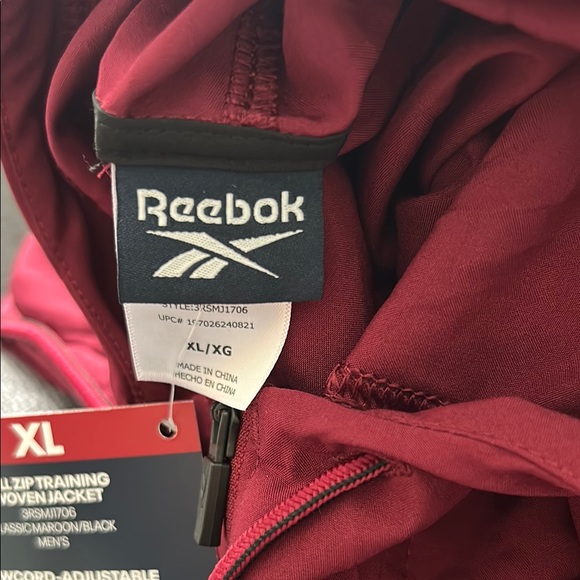 Reebok
STYLE:3RSMJ1706
UPC# 197026240821
XL/XG
MADE IN CHINA
HECHO EN CHINA
XL
ZIP TRAINING
WOVEN JACKET
3RSMJ1706
MAROON/BLACK
MEN'S